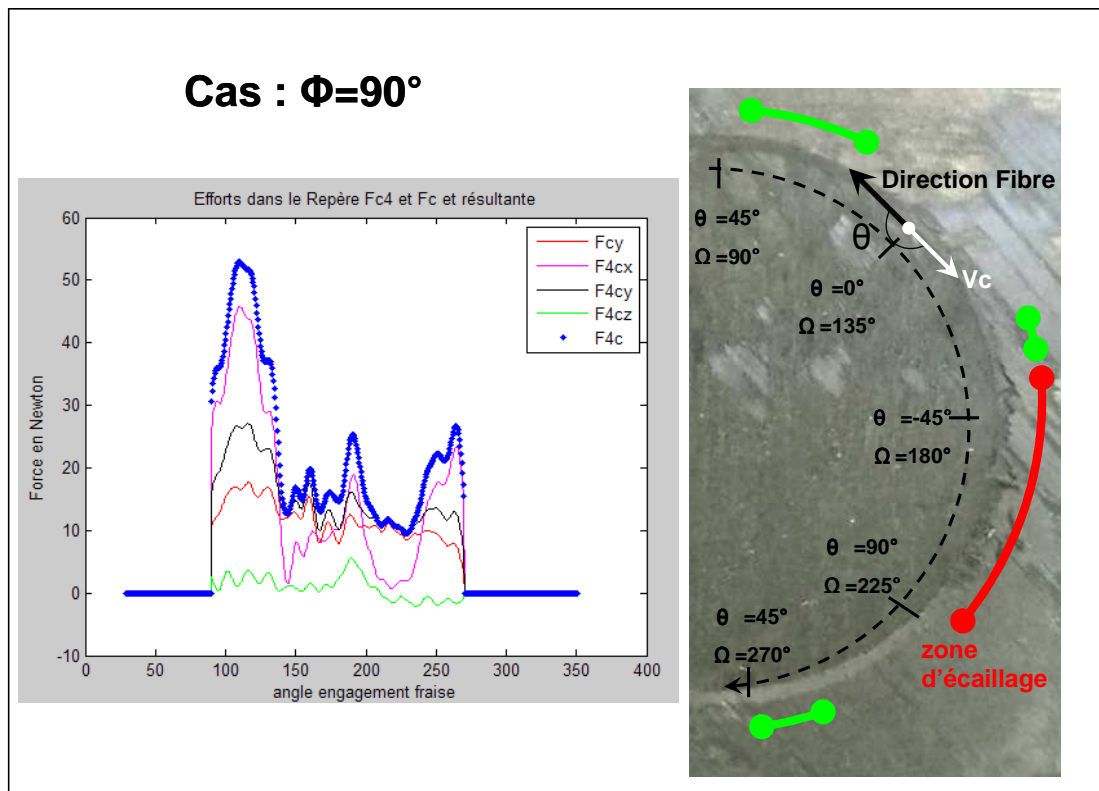 Cas : Φ=90°
Efforts dans le Repère Fc4 et Fc et résultante
Force en Newton
60
50
40
30
20
10
0
-10
0
50
100
150
200
250
300
350
400
angle engagement fraise
Fcy
F4cx
F4cy
F4cz
F4c
Direction Fibre
θ
Vc
θ =45°
Ω =90°
θ =0°
Ω =135°
θ =-45°
Ω =180°
θ =90°
Ω =225°
θ =45°
Ω =270°
zone
d'écaillage